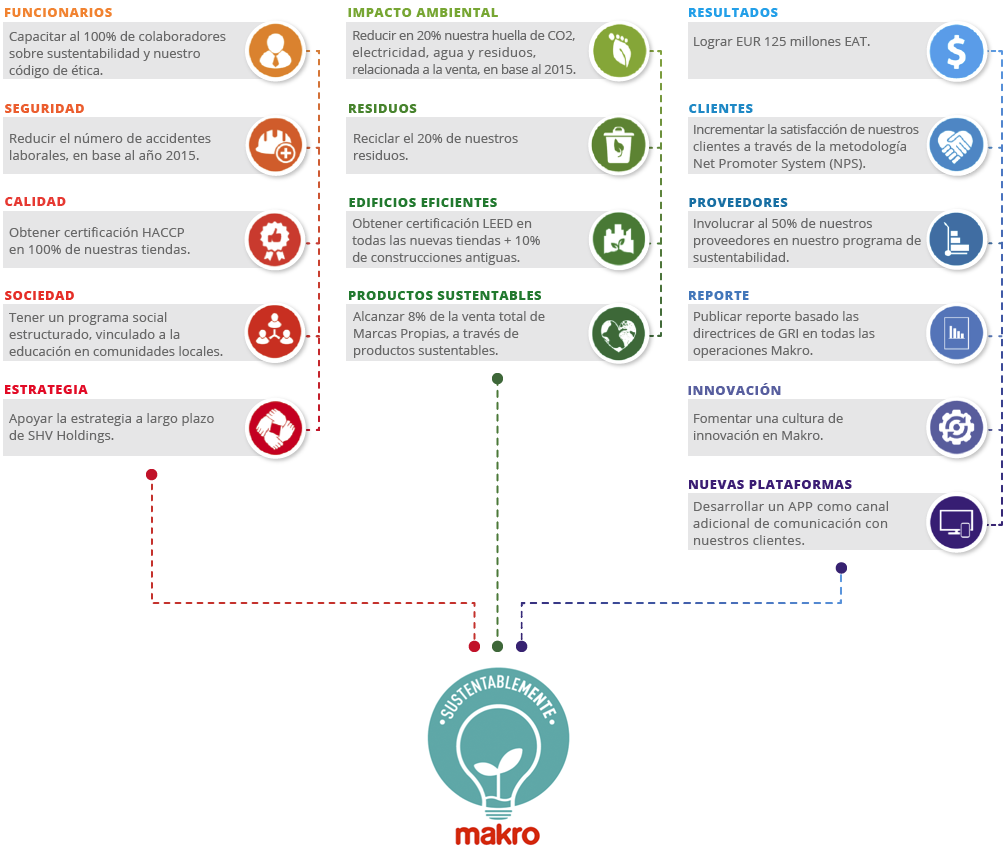 FUNCIONARIOS
Capacitar al 100% de colaboradores
sobre sustentabilidad y nuestro
código de ética.
SEGURIDAD
Reducir el número de accidentes
laborales, en base al año 2015.
CALIDAD
Obtener certificación HACCP
en 100% de nuestras tiendas.
SOCIEDAD
Tener un programa social
estructurado, vinculado a la
educación en comunidades locales.
ESTRATEGIA
Apoyar la estrategia a largo plazo
de SHV Holdings.
IMPACTO AMBIENTAL
Reducir en 20% nuestra huella de CO2,
electricidad, agua y residuos,
relacionada a la venta, en base al 2015.
RESIDUOS
Reciclar el 20% de nuestros
residuos.
EDIFICIOS EFICIENTES
Obtener certificación LEED en
todas las nuevas tiendas + 10%
de construcciones antiguas.
PRODUCTOS SUSTENTABLES
Alcanzar 8% de la venta total de
Marcas Propias, a través de
productos sustentables.
RESULTADOS
Lograr EUR 125 millones EAT.
$
CLIENTES
Incrementar la satisfacción de nuestros
clientes a través de la metodología
Net Promoter System (NPS).
PROVEEDORES
Involucrar al 50% de nuestros
proveedores en nuestro programa de
sustentabilidad.
REPORTE
Publicar reporte basado las
directrices de GRI en todas las
operaciones Makro.
INNOVACIÓN
Fomentar una cultura de
innovación en Makro.
NUEVAS PLATAFORMAS
Desarrollar un APP como canal
adicional de comunicación con
nuestros clientes.
• SUSTENTABLEMENTE •
makro